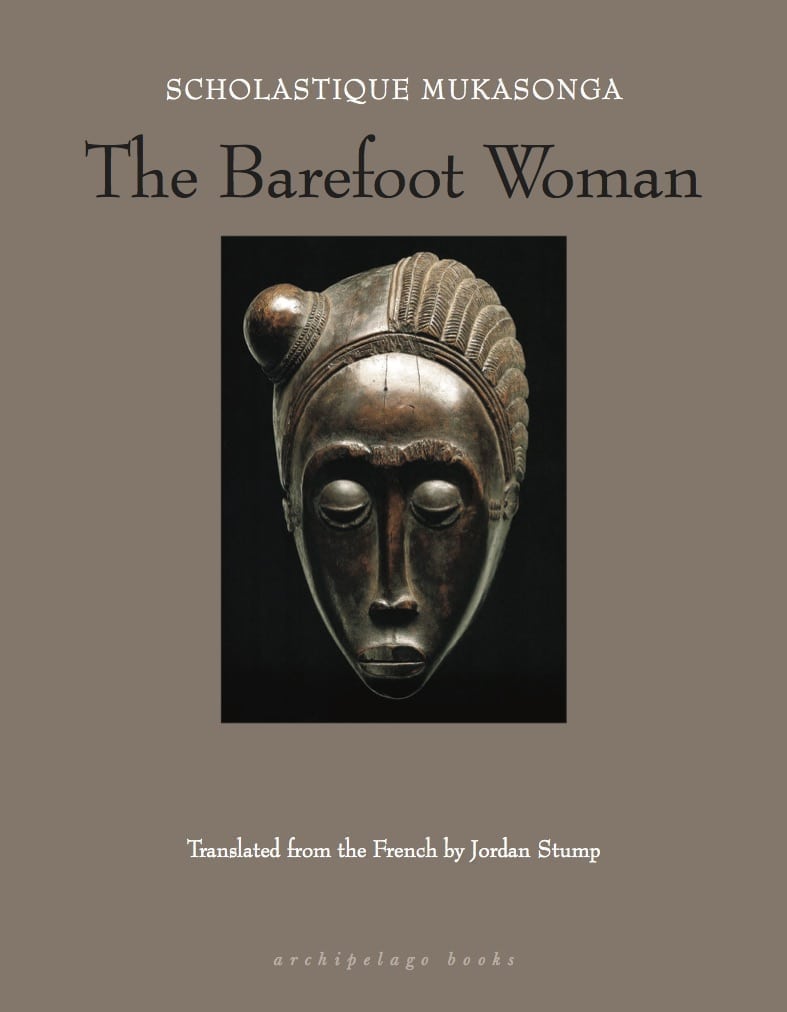 SCHOLASTIQUE MUKASONGA
The Barefoot Woman
Translated from the French by Jordan Stump
archipelago books